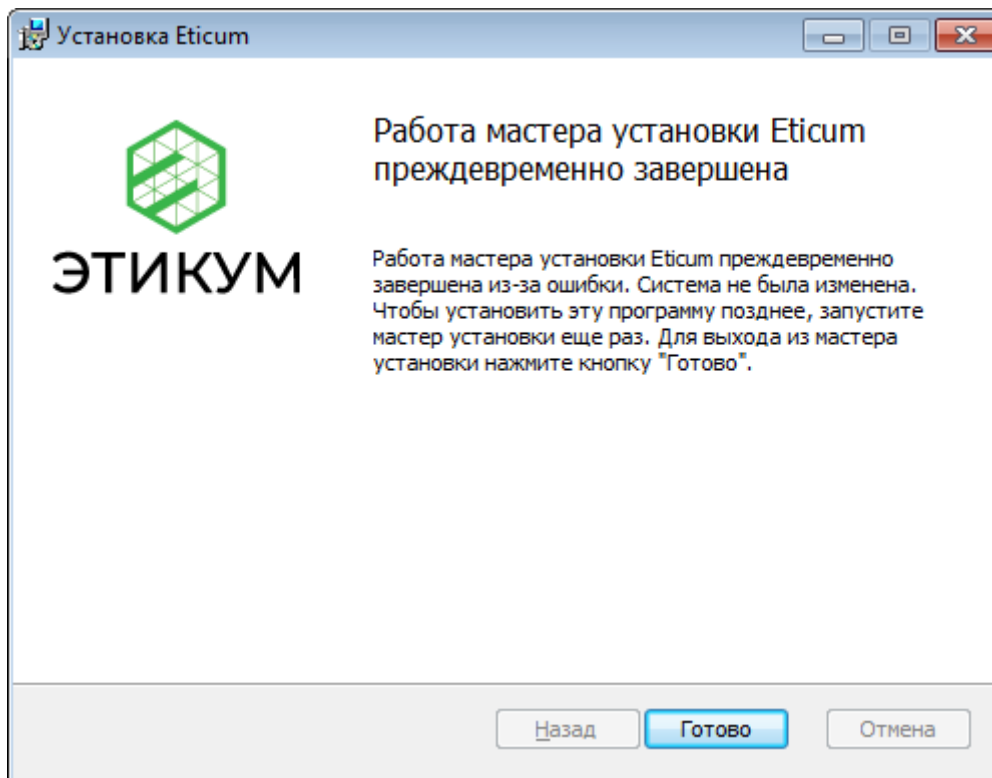 Установка Eticum
ЭТИКУМ
Работа мастера установки Eticum
преждевременно завершена
Работа мастера установки Eticum преждевременно
завершена из-за ошибки. Система не была изменена.
Чтобы установить эту программу позднее, запустите
мастер установки еще раз. Для выхода из мастера
установки нажмите кнопку "Готово".
Назад
Готово
Отмена